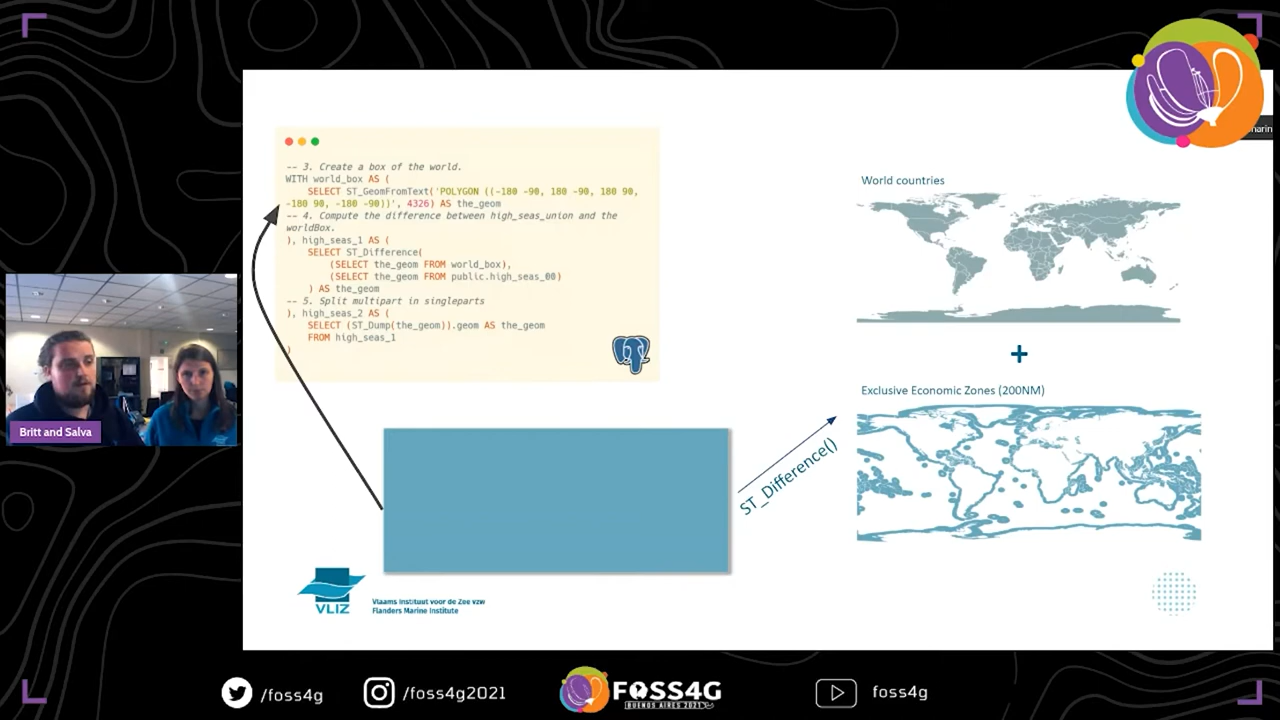 -- 3. Create a box of the world.
WITH world_box AS (
SELECT ST_GeomFromText('POLYGON ((-180 -90, 180 -90, 180 90,
-180 90, -180 -90))', 4326) AS the_geom
-- 4. Compute the difference between high_seas_union and the
worldBox.
), high_seas_1 AS (
SELECT ST_Difference(
(SELECT the_geom FROM world_box),
(SELECT the_geom FROM public.high_seas_00)
) AS the_geom
-- 5. Split multipart in singleparts
), high_seas_2 AS (
SELECT (ST_Dump(the_geom)).geom AS the_geom
FROM high_seas_1
)
World countries
+
Exclusive Economic Zones (200NM)
ST_Difference()
Britt and Salva
VLIZ
Vlaams Instituut voor de Zee vzw
Flanders Marine Institute
/foss4g
/foss4g2021
FOSS4G
BUENOS AIRES 2021
foss4g